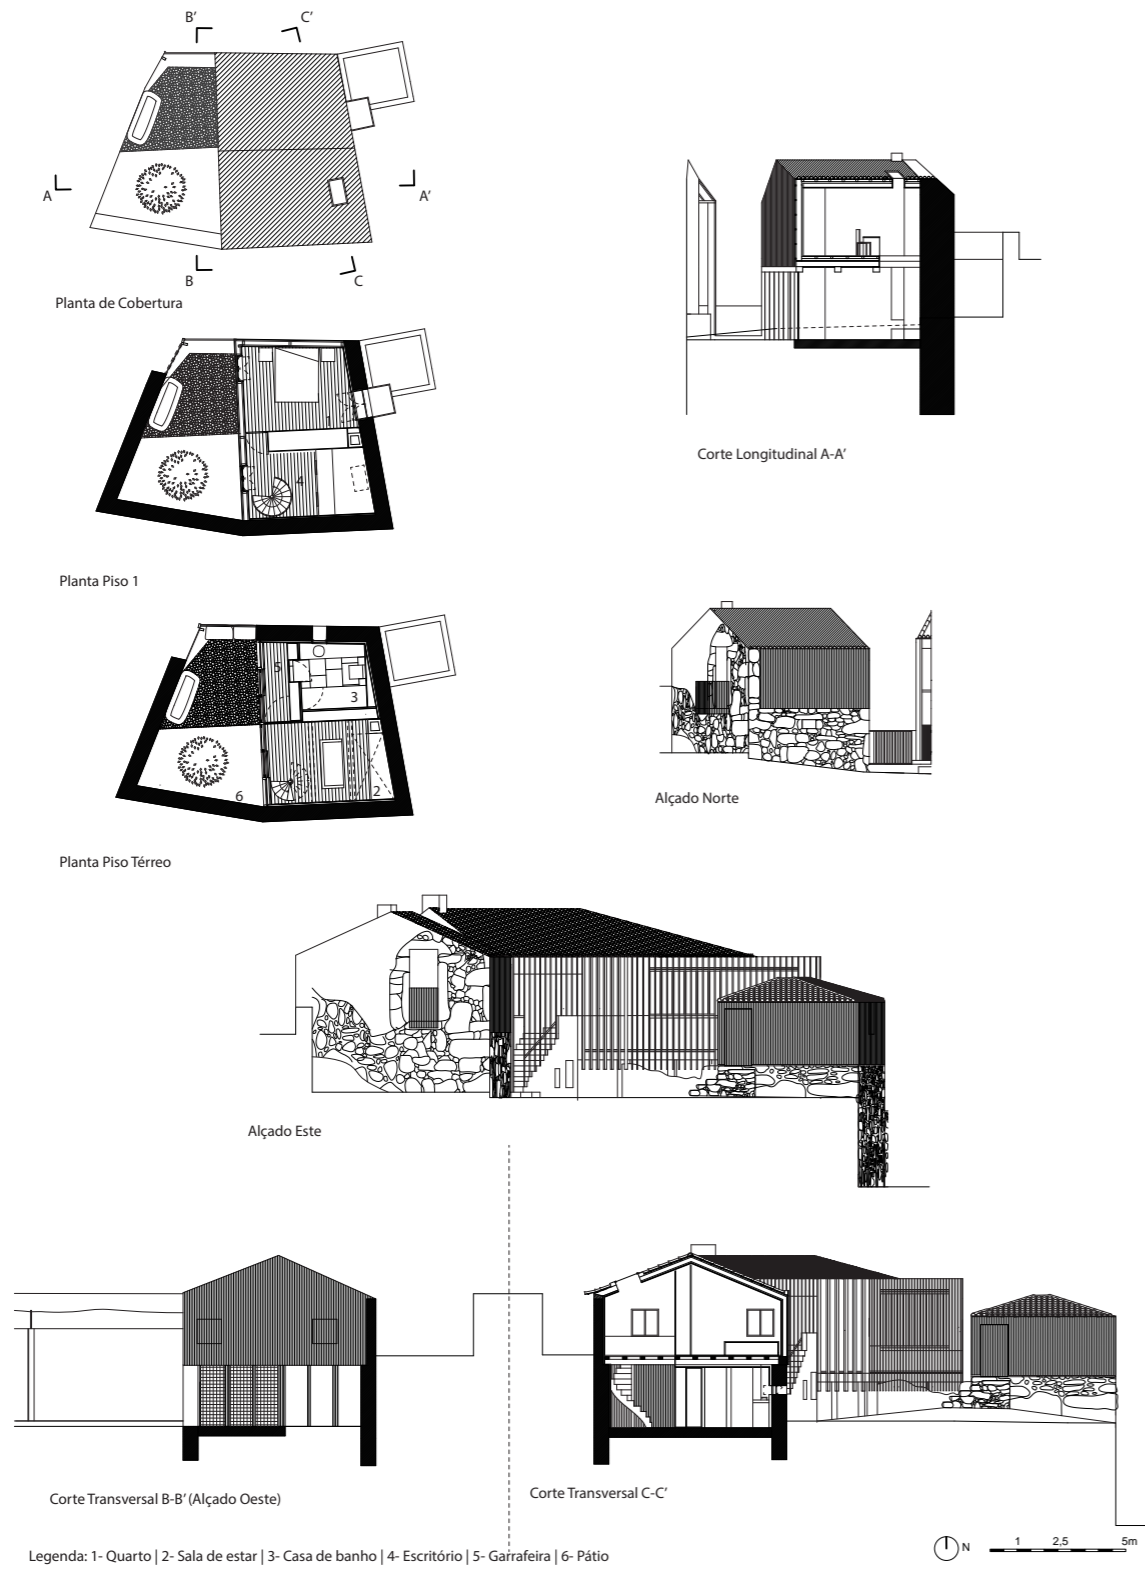 B’
C’
A
A’
B
C
Planta de Cobertura
Corte Longitudinal A-A’
1
4
Planta Piso 1
5
3
6
2
Alçado Norte
Planta Piso Térreo
Alçado Este
Corte Transversal B-B’ (Alçado Oeste)
Corte Transversal C-C’
Legenda: 1- Quarto | 2- Sala de estar | 3- Casa de banho | 4- Escritório | 5- Garrafeira | 6- Pátio
N
1 2,5 5m